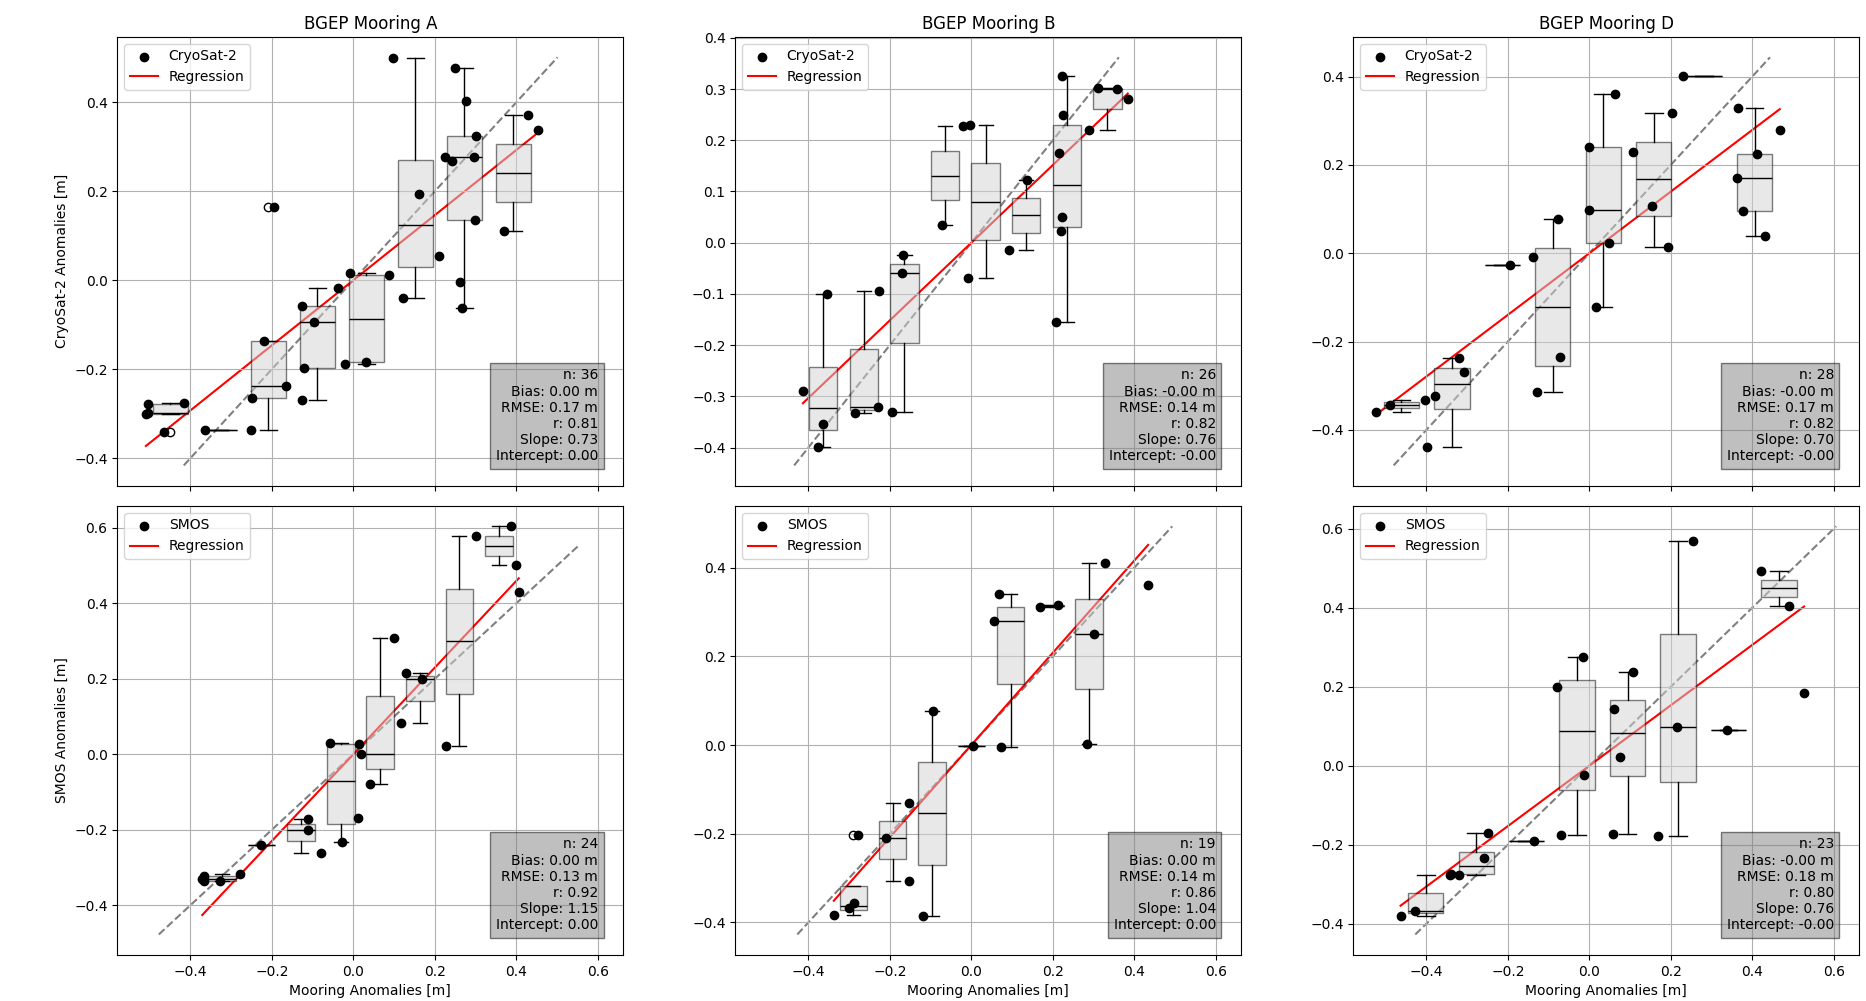 BGEP Mooring A
BGEP Mooring B
BGEP Mooring D
CryoSat-2
Regression
0.4
0.2
0.0
−0.2
−0.4
CryoSat-2 Anomalies [m]
n: 36
Bias: 0.00 m
RMSE: 0.17 m
r: 0.81
Slope: 0.73
Intercept: 0.00
CryoSat-2
Regression
0.4
0.3
0.2
0.1
0.0
−0.1
−0.2
−0.3
−0.4
n: 26
Bias: -0.00 m
RMSE: 0.14 m
r: 0.82
Slope: 0.76
Intercept: -0.00
CryoSat-2
Regression
0.4
0.2
0.0
−0.2
−0.4
n: 28
Bias: -0.00 m
RMSE: 0.17 m
r: 0.82
Slope: 0.70
Intercept: -0.00
SMOS
Regression
0.6
0.4
0.2
0.0
−0.2
−0.4
SMOS Anomalies [m]
n: 24
Bias: 0.00 m
RMSE: 0.13 m
r: 0.92
Slope: 1.15
Intercept: 0.00
−0.4 −0.2 0.0 0.2 0.4 0.6
Mooring Anomalies [m]
SMOS
Regression
0.4
0.2
0.0
−0.2
−0.4
n: 19
Bias: 0.00 m
RMSE: 0.14 m
r: 0.86
Slope: 1.04
Intercept: 0.00
−0.4 −0.2 0.0 0.2 0.4 0.6
Mooring Anomalies [m]
SMOS
Regression
0.6
0.4
0.2
0.0
−0.2
−0.4
n: 23
Bias: -0.00 m
RMSE: 0.18 m
r: 0.80
Slope: 0.76
Intercept: -0.00
−0.4 −0.2 0.0 0.2 0.4 0.6
Mooring Anomalies [m]